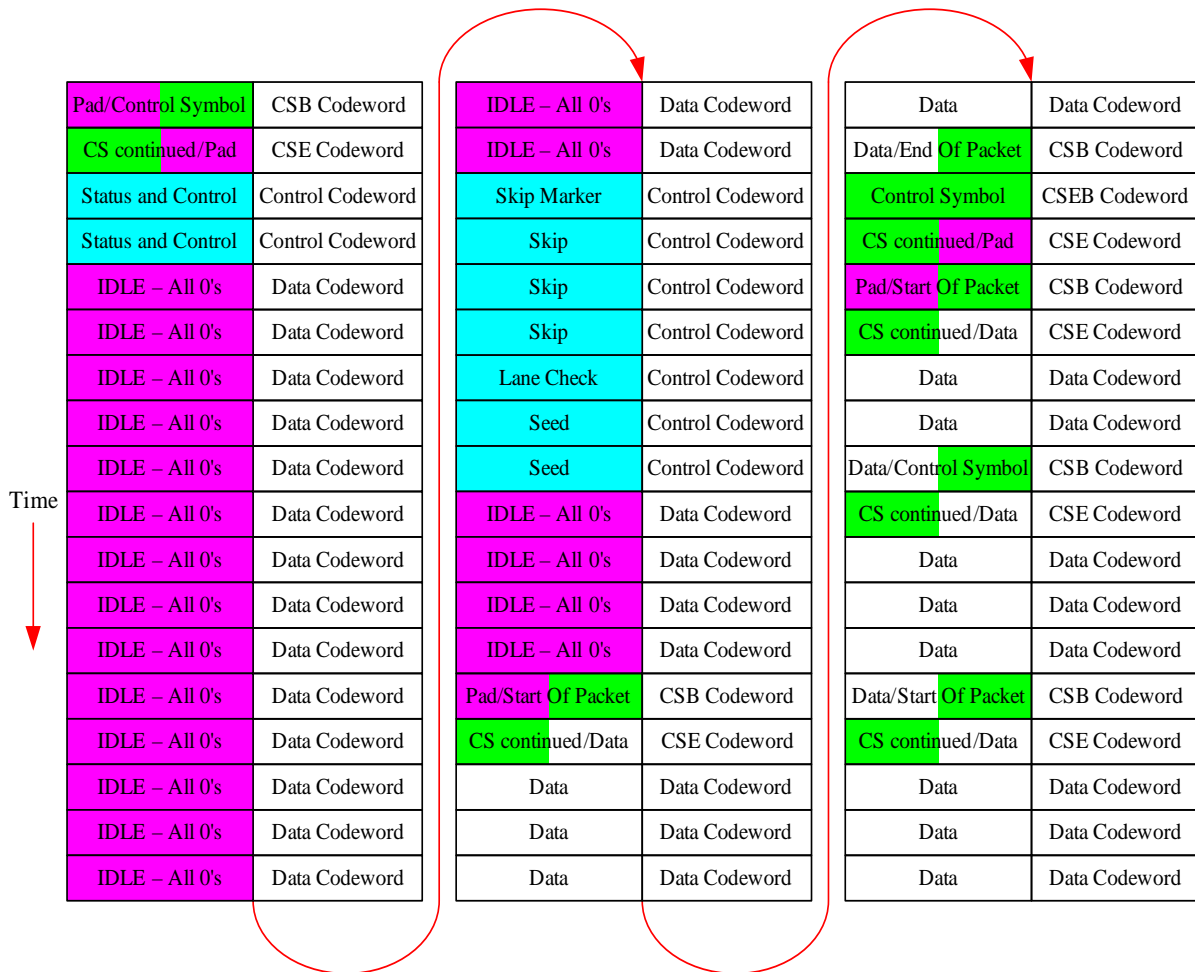 Pad/Control Symbol CSB Codeword
CS continued/Pad CSE Codeword
Status and Control Control Codeword
Status and Control Control Codeword
IDLE – All 0's Data Codeword
IDLE – All 0's Data Codeword
IDLE – All 0's Data Codeword
IDLE – All 0's Data Codeword
IDLE – All 0's Data Codeword
Time
IDLE – All 0's Data Codeword
IDLE – All 0's Data Codeword
IDLE – All 0's Data Codeword
IDLE – All 0's Data Codeword
IDLE – All 0's Data Codeword
IDLE – All 0's Data Codeword
IDLE – All 0's Data Codeword
IDLE – All 0's Data Codeword
IDLE – All 0's Data Codeword
IDLE – All 0's Data Codeword
IDLE – All 0's Data Codeword
Skip Marker Control Codeword
Skip Control Codeword
Skip Control Codeword
Skip Control Codeword
Lane Check Control Codeword
Seed Control Codeword
Seed Control Codeword
IDLE – All 0's Data Codeword
IDLE – All 0's Data Codeword
IDLE – All 0's Data Codeword
IDLE – All 0's Data Codeword
Pad/Start Of Packet CSB Codeword
CS continued/Data CSE Codeword
Data Data Codeword
Data Data Codeword
Data Data Codeword
Data Data Codeword
Data/End Of Packet CSB Codeword
Control Symbol CSEB Codeword
CS continued/Pad CSE Codeword
Pad/Start Of Packet CSB Codeword
CS continued/Data CSE Codeword
Data Data Codeword
Data Data Codeword
Data/Control Symbol CSB Codeword
CS continued/Data CSE Codeword
Data Data Codeword
Data Data Codeword
Data Data Codeword
Data/Start Of Packet CSB Codeword
CS continued/Data CSE Codeword
Data Data Codeword
Data Data Codeword
Data Data Codeword